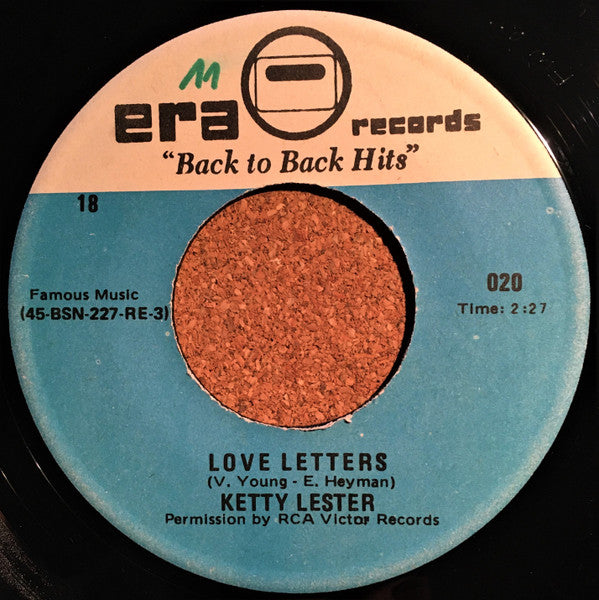 11
era records
"Back to Back Hits"
18
Famous Music
(45-BSN-227-RE-3)
020
Time: 2:27
LOVE LETTERS
(V. Young - E. Heyman)
KETTY LESTER
Permission by RCA Victor Records